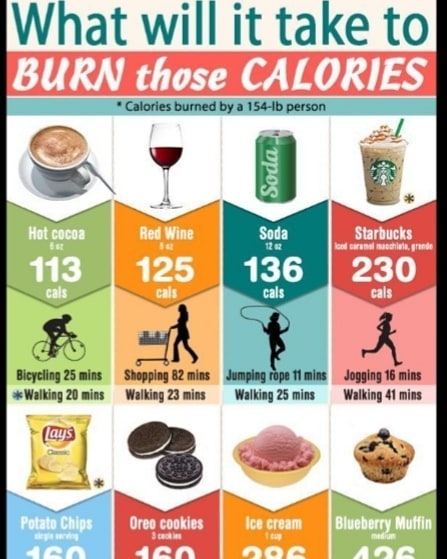 What will it take to
BURN those CALORIES
* Calories burned by a 154-lb person
Soda
Hot cocoa
6 oz
113
cals
Red Wine
5 oz
125
cals
Soda
12 oz
136
cals
Starbucks
Iced caramel macchiato, grande
230
cals
Bicycling 25 mins
*Walking 20 mins
Shopping 82 mins
Walking 23 mins
Jumping rope 11 mins
Walking 25 mins
Jogging 16 mins
Walking 41 mins
Lay's
Classic
*
Potato Chips
single serving
160
Oreo cookies
3 cookies
160
Ice cream
1 cup
Blueberry Muffin
medium